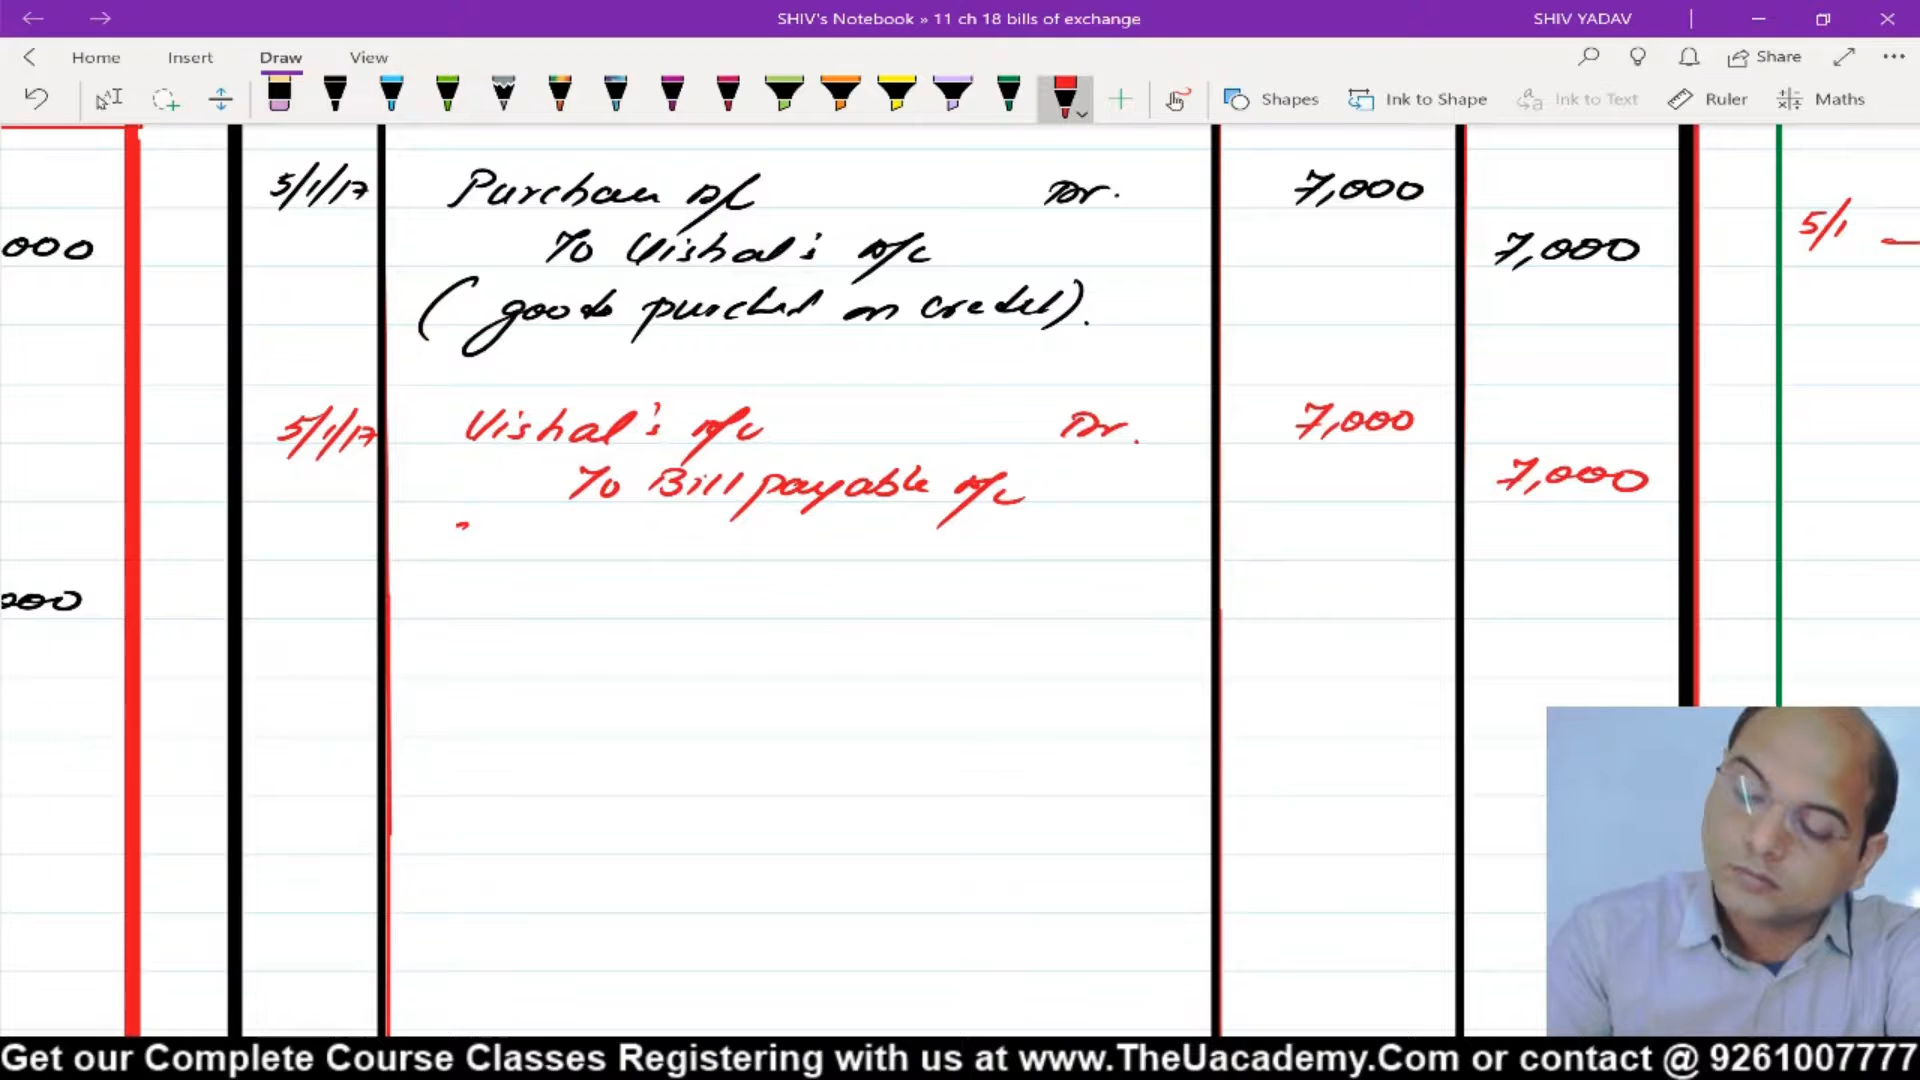 SHIV's Notebook » 11 ch 18 bills of exchange
SHIV YADAV
Home Insert Draw View
Share
Shapes
Ink to Shape
Ink to Text
Ruler
Maths
5/1/17 Purchase A/c Dr. 7,000
000 To Vishal's A/c 7,000
5/1
( goods purchased on credit).
5/1/17 Vishal's A/c Dr. 7,000
To Bill payable A/c 7,000
000
Get our Complete Course Classes Registering with us at www.TheUacademy.Com or contact @ 9261007777